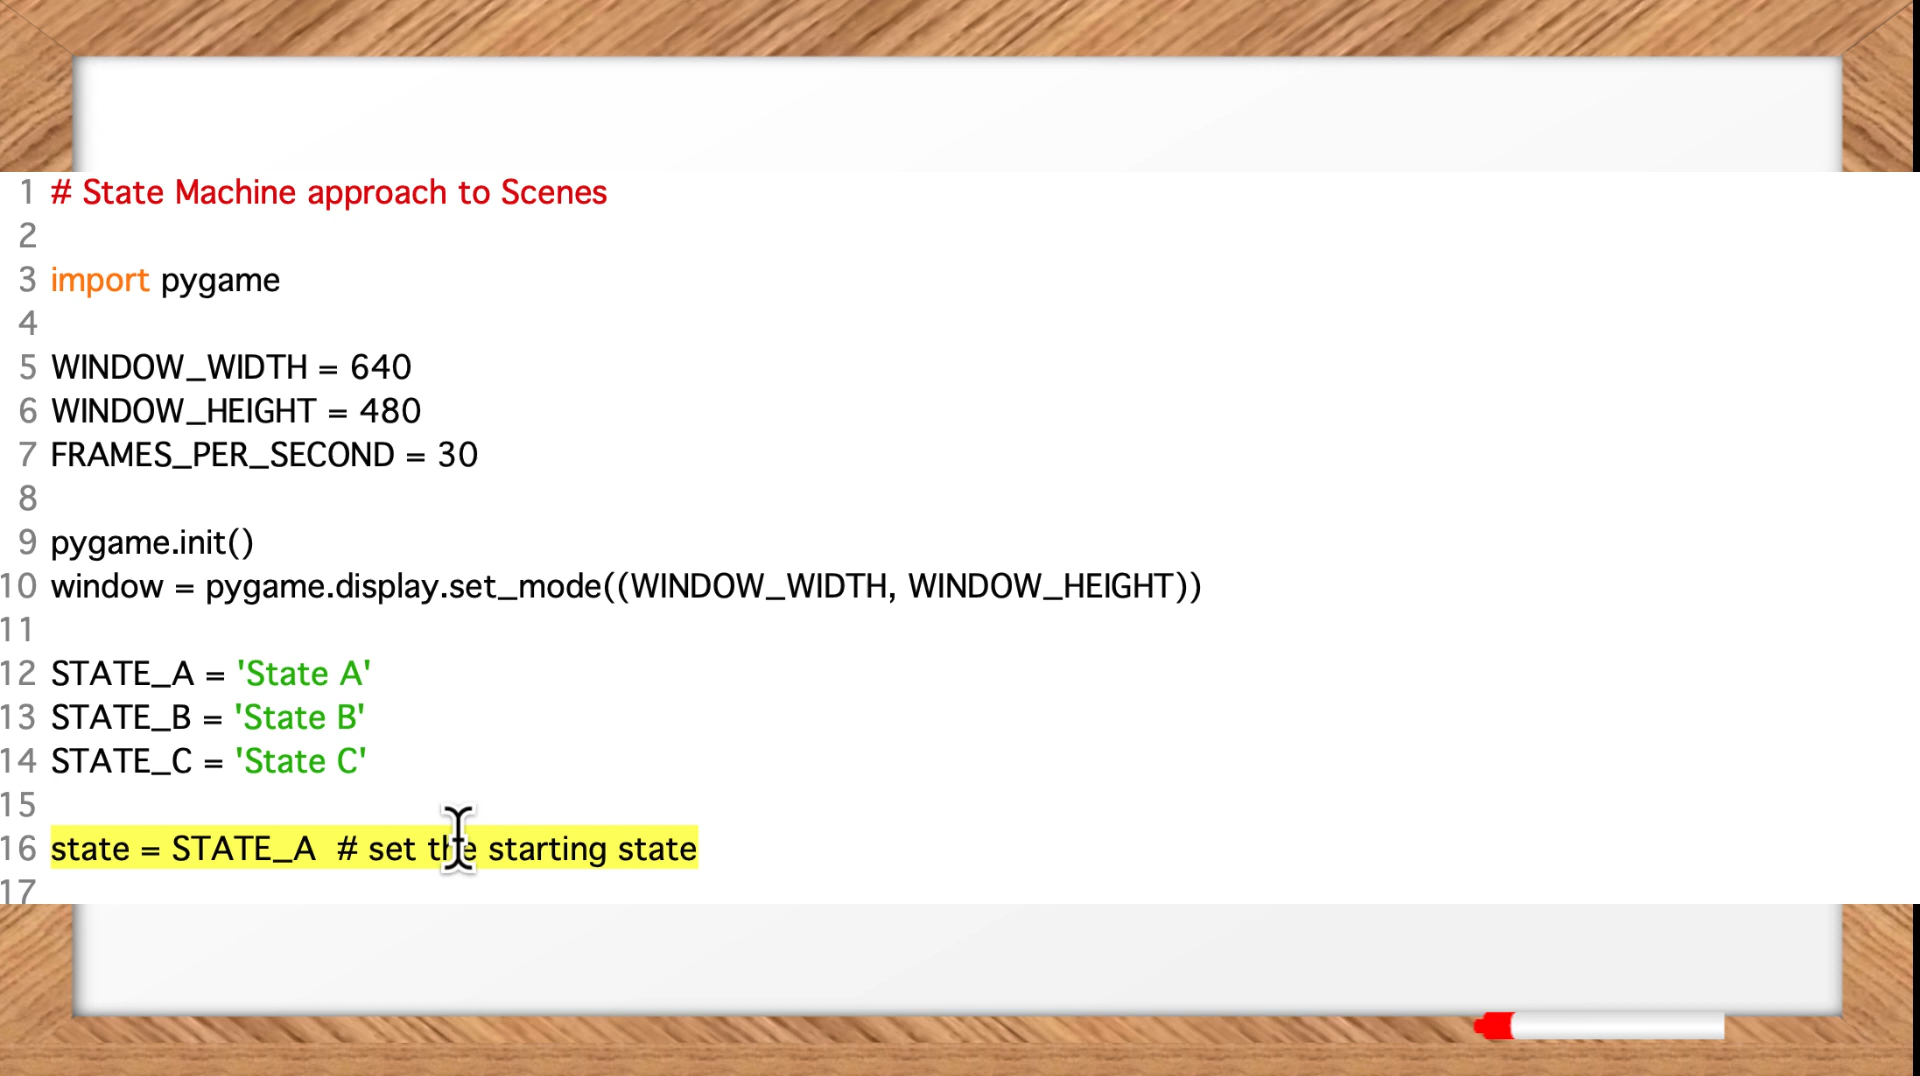 1 # State Machine approach to Scenes
2
3 import pygame
4
5 WINDOW_WIDTH = 640
6 WINDOW_HEIGHT = 480
7 FRAMES_PER_SECOND = 30
8
9 pygame.init()
10 window = pygame.display.set_mode((WINDOW_WIDTH, WINDOW_HEIGHT))
11
12 STATE_A = 'State A'
13 STATE_B = 'State B'
14 STATE_C = 'State C'
15
16 state = STATE_A  # set the starting state
17